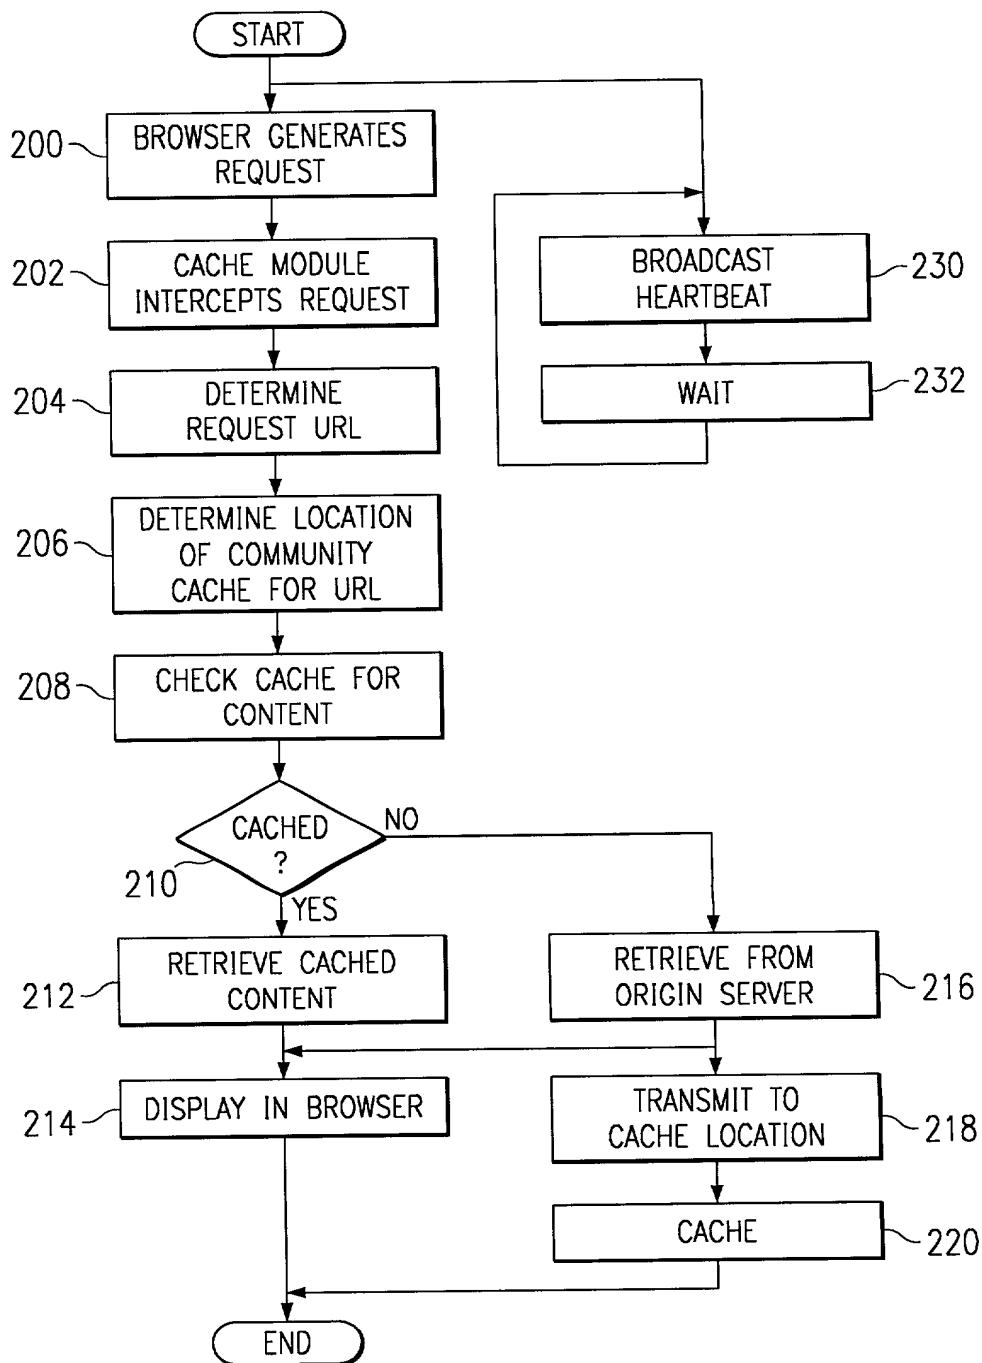 START
200
BROWSER GENERATES
REQUEST
202
CACHE MODULE
INTERCEPTS REQUEST
BROADCAST
HEARTBEAT
230
204
DETERMINE
REQUEST URL
WAIT
232
206
DETERMINE LOCATION
OF COMMUNITY
CACHE FOR URL
208
CHECK CACHE FOR
CONTENT
CACHED
?
210
NO
YES
212
RETRIEVE CACHED
CONTENT
RETRIEVE FROM
ORIGIN SERVER
216
214
DISPLAY IN BROWSER
TRANSMIT TO
CACHE LOCATION
218
CACHE
220
END